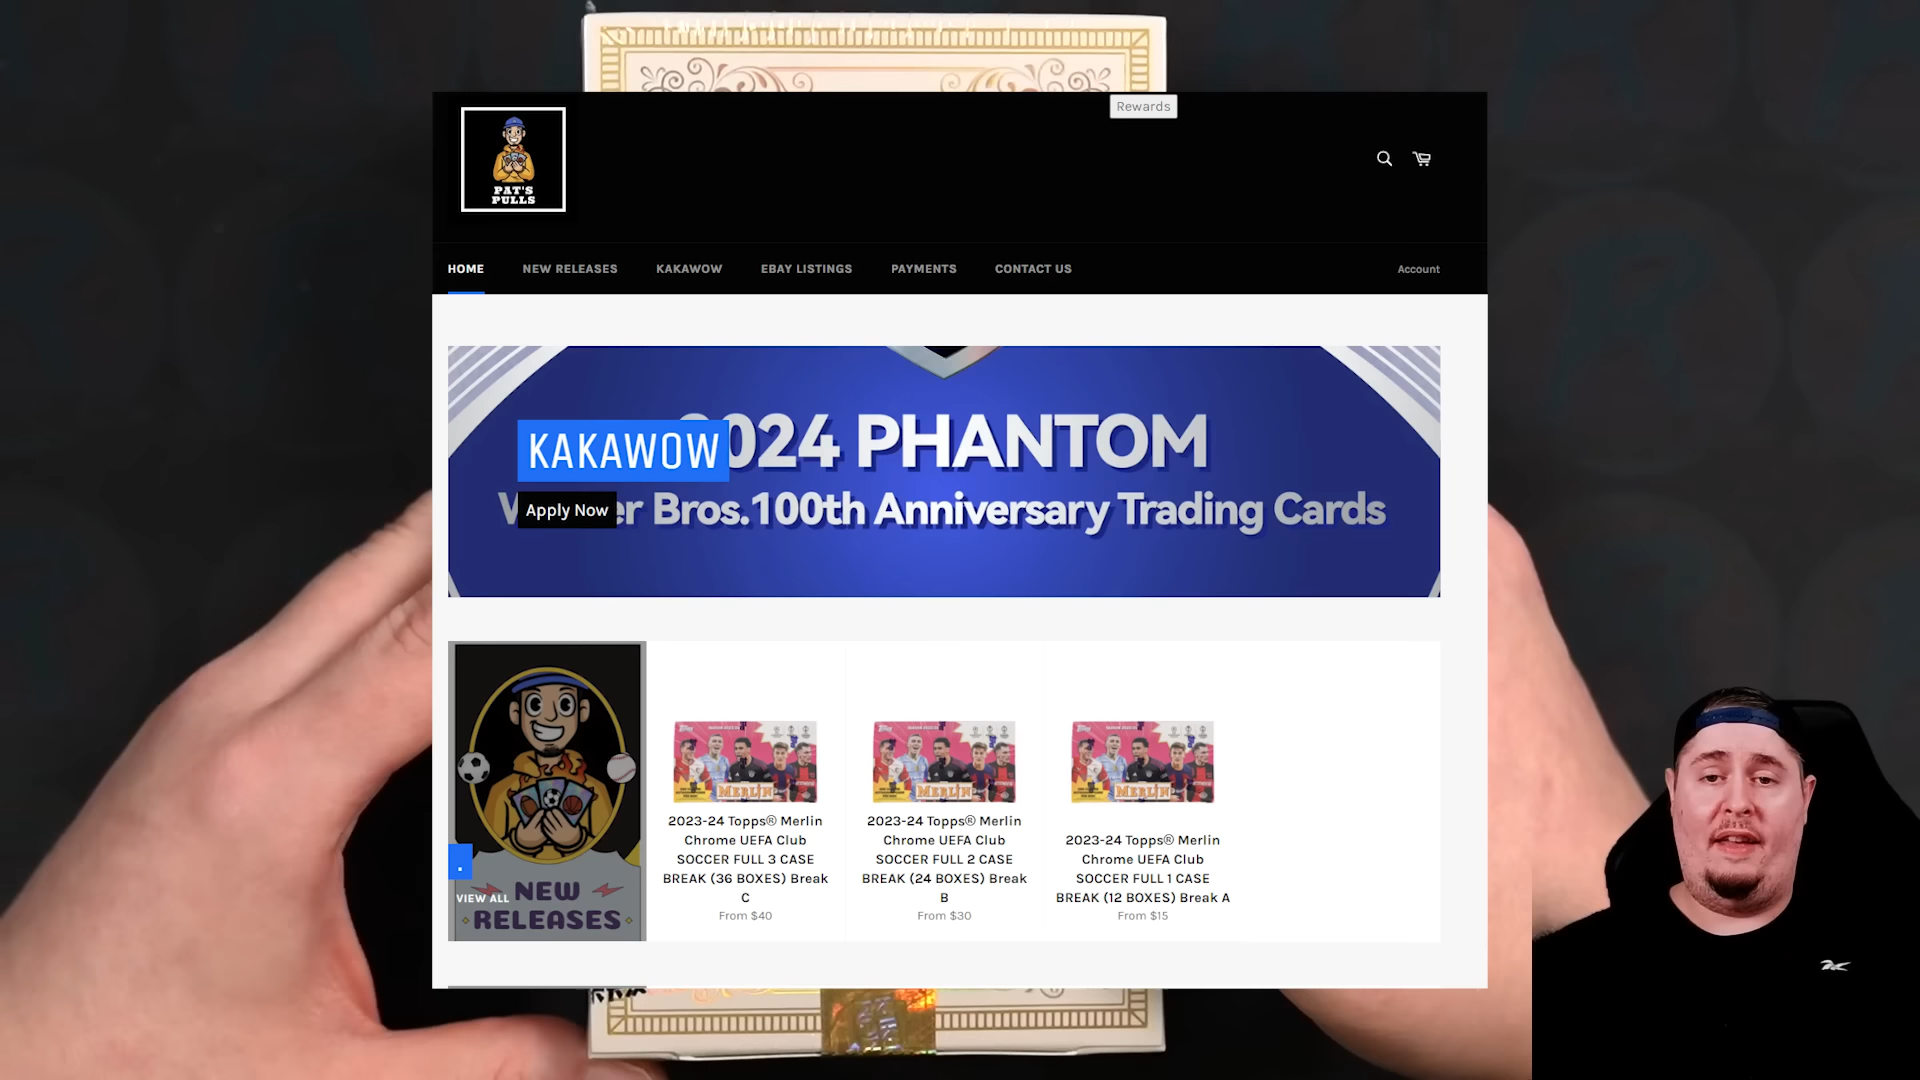 Rewards
PAT'S
PULLS
HOME NEW RELEASES KAKAWOW EBAY LISTINGS PAYMENTS CONTACT US Account
2024 PHANTOM
KAKAWOW
er Bros.100th Anniversary Trading Cards
Apply Now
MERLIN MERLIN MERLIN
2023-24 Topps® Merlin
Chrome UEFA Club
SOCCER FULL 3 CASE
BREAK (36 BOXES) Break
C
From $40
2023-24 Topps® Merlin
Chrome UEFA Club
SOCCER FULL 2 CASE
BREAK (24 BOXES) Break
B
From $30
2023-24 Topps® Merlin
Chrome UEFA Club
SOCCER FULL 1 CASE
BREAK (12 BOXES) Break A
From $15
.
VIEW ALL
NEW
RELEASES